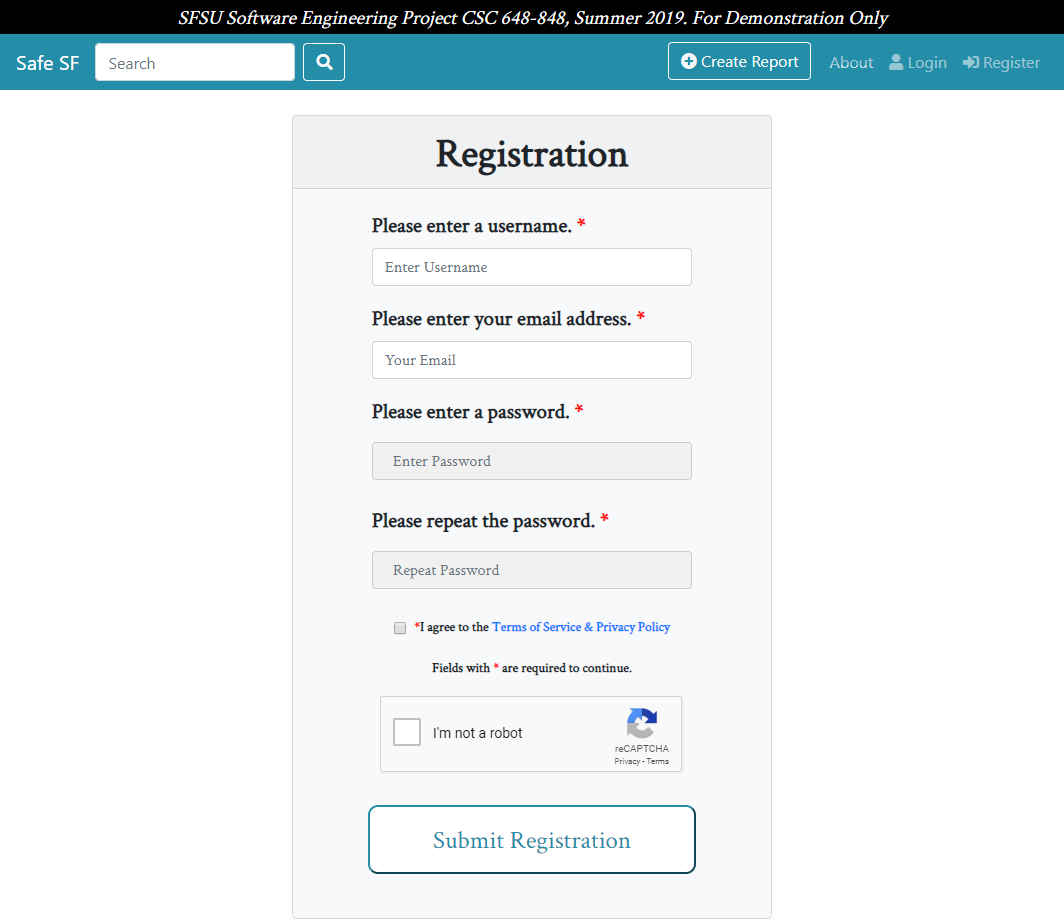 SFSU Software Engineering Project CSC 648-848, Summer 2019. For Demonstration Only
Safe SF Search Create Report About Login Register
Registration
Please enter a username. *
Enter Username
Please enter your email address. *
Your Email
Please enter a password. *
Enter Password
Please repeat the password. *
Repeat Password
*I agree to the Terms of Service & Privacy Policy
Fields with * are required to continue.
I'm not a robot
reCAPTCHA
Privacy - Terms
Submit Registration